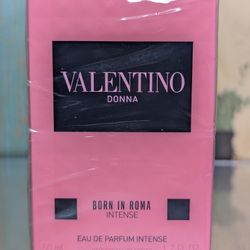 VALENTINO
DONNA
BORN IN ROMA
INTENSE
EAU DE PARFUM INTENSE